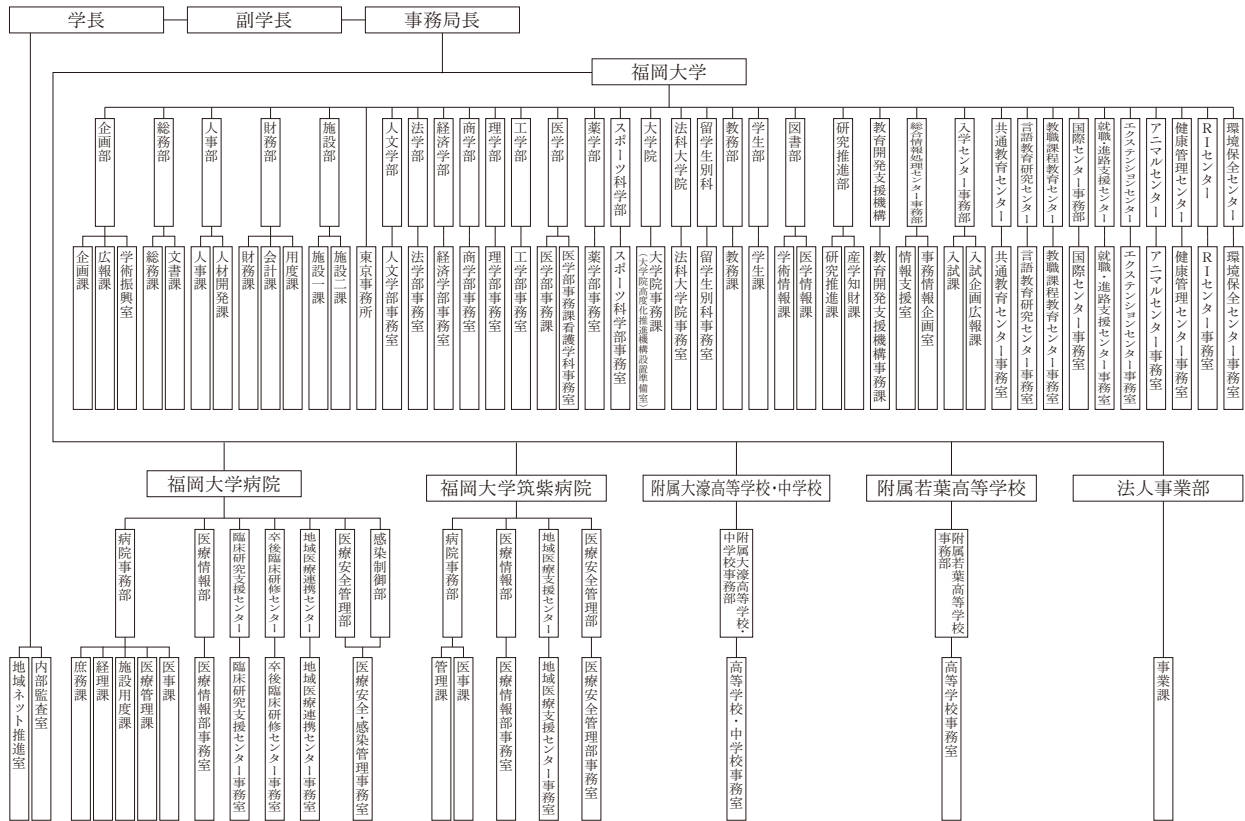 学長
副学長
事務局長
福岡大学
企画部
総務部
人事部
財務部
施設部
人文学部
法学部
経済学部
商学部
理学部
工学部
医学部
薬学部
スポーツ科学部
大学院
法科大学院
留学生別科
教務部
学生部
図書部
研究推進部
教育開発支援機構
総合情報処理センター事務部
入学センター事務部
共通教育センター
言語教育研究センター
教職課程教育センター
国際センター事務部
就職・進路支援センター
エクステンションセンター
アニマルセンター
健康管理センター
RIセンター
環境保全センター
企画課
広報課
学術振興室
総務課
文書課
人事課
人材開発課
財務課
会計課
用度課
施設一課
施設二課
東京事務所
人文学部事務室
法学部事務室
経済学部事務室
商学部事務室
理学部事務室
工学部事務室
医学部事務課
医学部事務課看護学科事務室
薬学部事務室
スポーツ科学部事務室
大学院事務課
(大学院高度化推進機構設置準備室)
法科大学院事務室
留学生別科事務室
教務課
学生課
学術情報課
医学情報課
研究推進課
産学知財課
教育開発支援機構事務課
情報支援室
事務情報企画室
入試課
入試企画広報課
共通教育センター事務室
言語教育研究センター事務室
教職課程教育センター事務室
国際センター事務室
就職・進路支援センター事務室
エクステンションセンター事務室
アニマルセンター事務室
健康管理センター事務室
RIセンター事務室
環境保全センター事務室
福岡大学病院
福岡大学筑紫病院
附属大濠高等学校・中学校
附属若葉高等学校
法人事業部
病院事務部
医療情報部
臨床研究支援センター
卒後臨床研修センター
地域医療連携センター
医療安全管理部
感染制御部
病院事務部
医療情報部
地域医療支援センター
医療安全管理部
附属大濠高等学校・
中学校事務部
附属若葉高等学校
事務部
地域ネット推進室
内部監査室
庶務課
経理課
施設用度課
医療管理課
医事課
医療情報部事務室
臨床研究支援センター事務室
卒後臨床研修センター事務室
地域医療連携センター事務室
医療安全・感染管理事務室
管理課
医事課
医療情報部事務室
地域医療支援センター事務室
医療安全管理部事務室
高等学校・中学校事務室
高等学校事務室
事業課